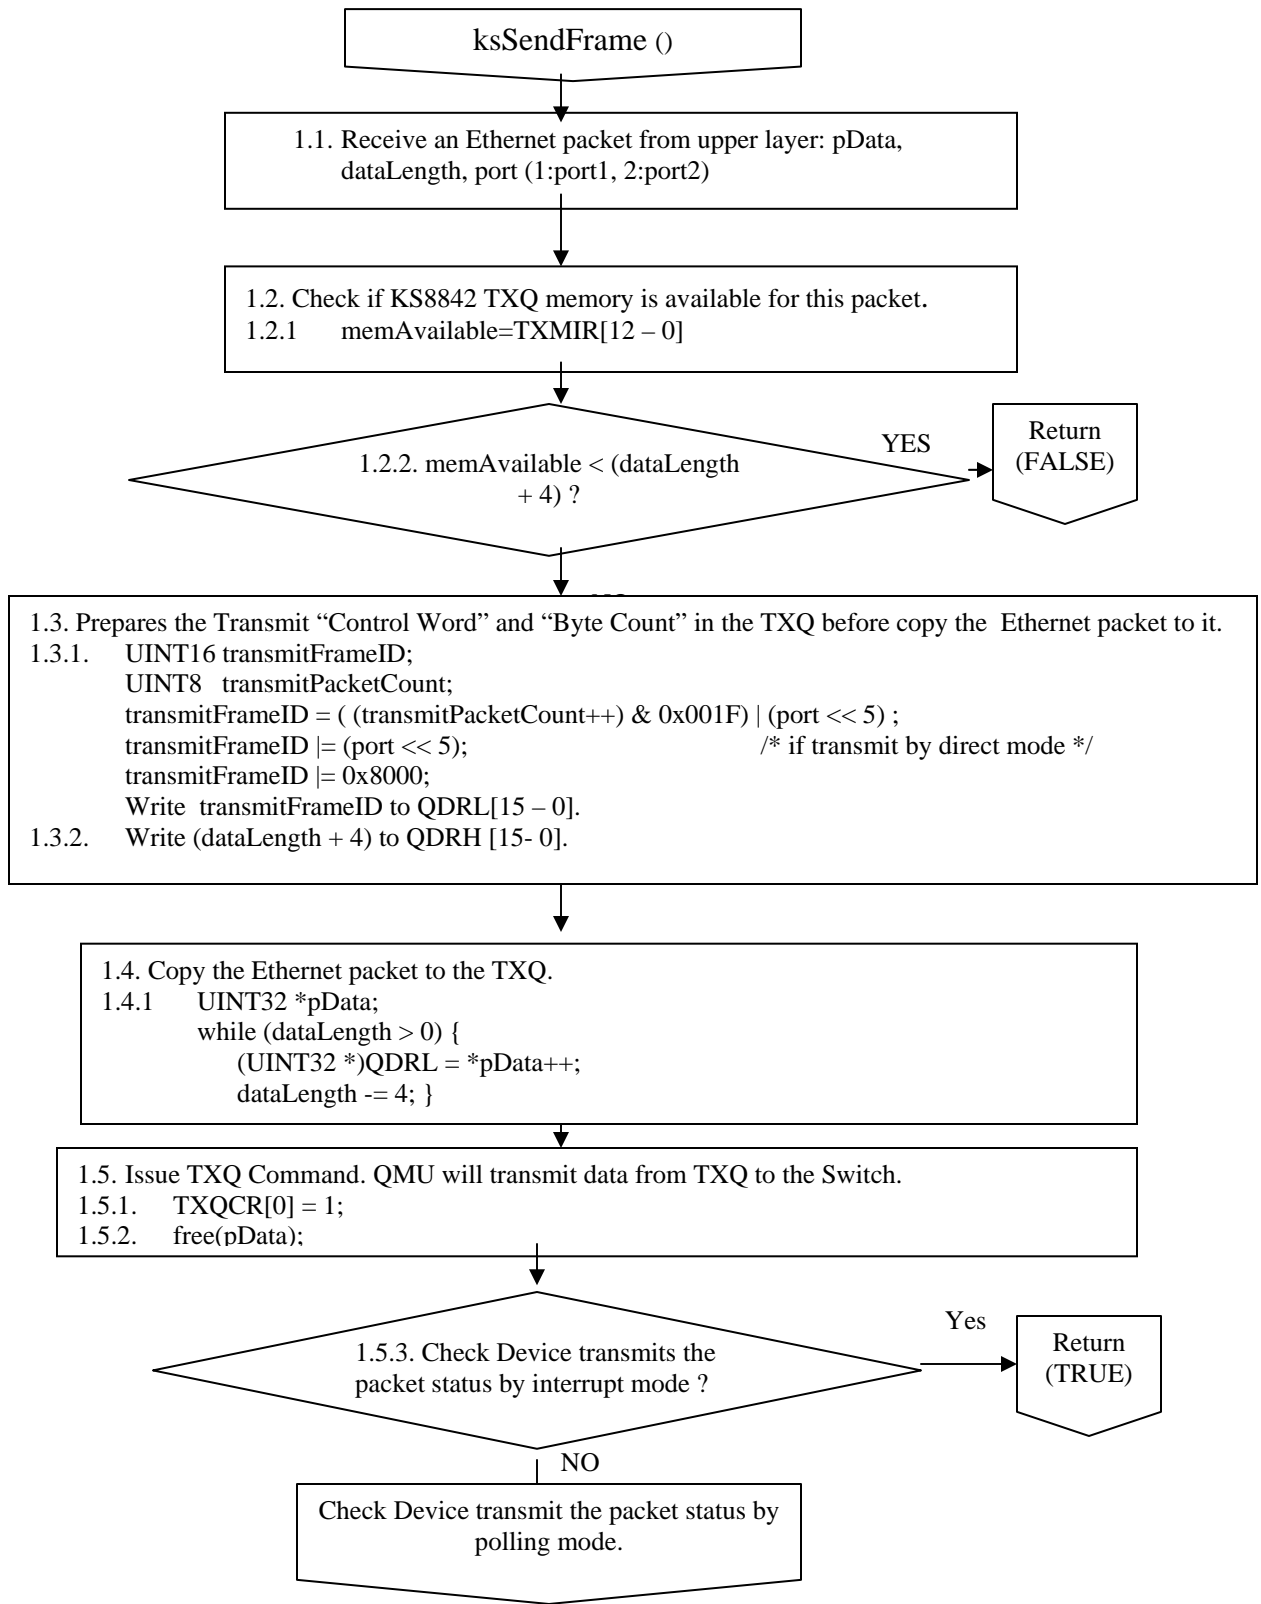 ksSendFrame ()
1.1. Receive an Ethernet packet from upper layer: pData,
dataLength, port (1:port1, 2:port2)
1.2. Check if KS8842 TXQ memory is available for this packet.
1.2.1 memAvailable=TXMIR[12 – 0]
1.2.2. memAvailable < (dataLength
+ 4) ?
YES
Return
(FALSE)
1.3. Prepares the Transmit “Control Word” and “Byte Count” in the TXQ before copy the Ethernet packet to it.
1.3.1. UINT16 transmitFrameID;
UINT8 transmitPacketCount;
transmitFrameID = ( (transmitPacketCount++) & 0x001F) | (port << 5) ;
transmitFrameID |= (port << 5); /* if transmit by direct mode */
transmitFrameID |= 0x8000;
Write transmitFrameID to QDRL[15 – 0].
1.3.2. Write (dataLength + 4) to QDRH [15- 0].
1.4. Copy the Ethernet packet to the TXQ.
1.4.1 UINT32 *pData;
while (dataLength > 0) {
(UINT32 *)QDRL = *pData++;
dataLength -= 4; }
1.5. Issue TXQ Command. QMU will transmit data from TXQ to the Switch.
1.5.1. TXQCR[0] = 1;
1.5.2. free(pData);
1.5.3. Check Device transmits the
packet status by interrupt mode ?
Yes
Return
(TRUE)
NO
Check Device transmit the packet status by
polling mode.